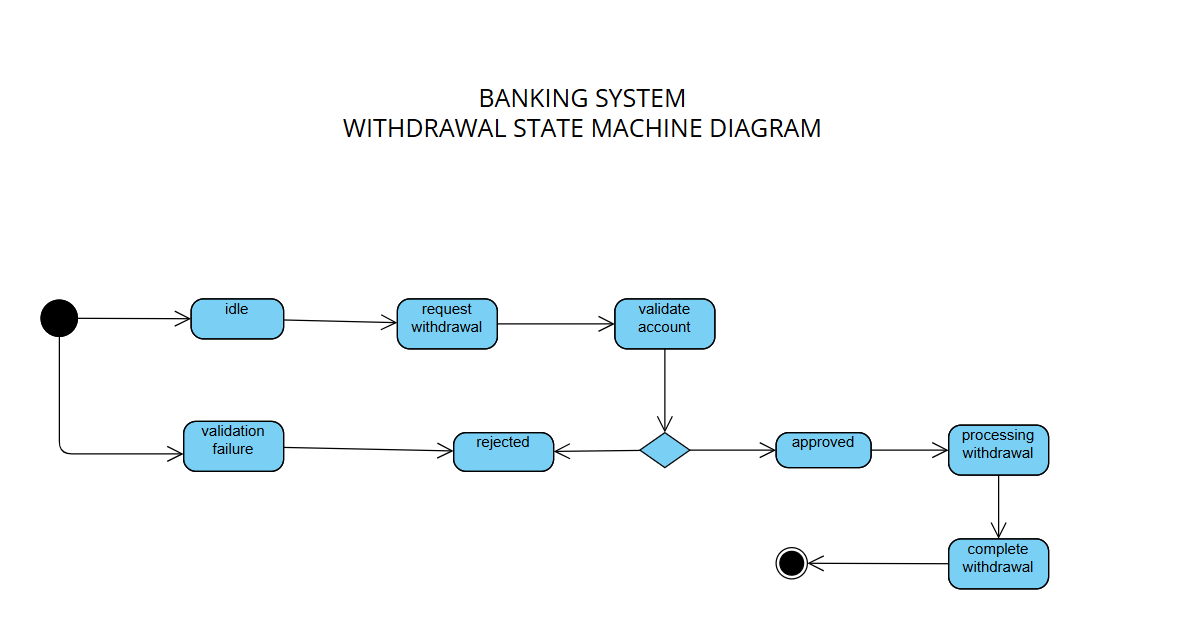 BANKING SYSTEM
WITHDRAWAL STATE MACHINE DIAGRAM
idle
request
withdrawal
validate
account
validation
failure
rejected
approved
processing
withdrawal
complete
withdrawal